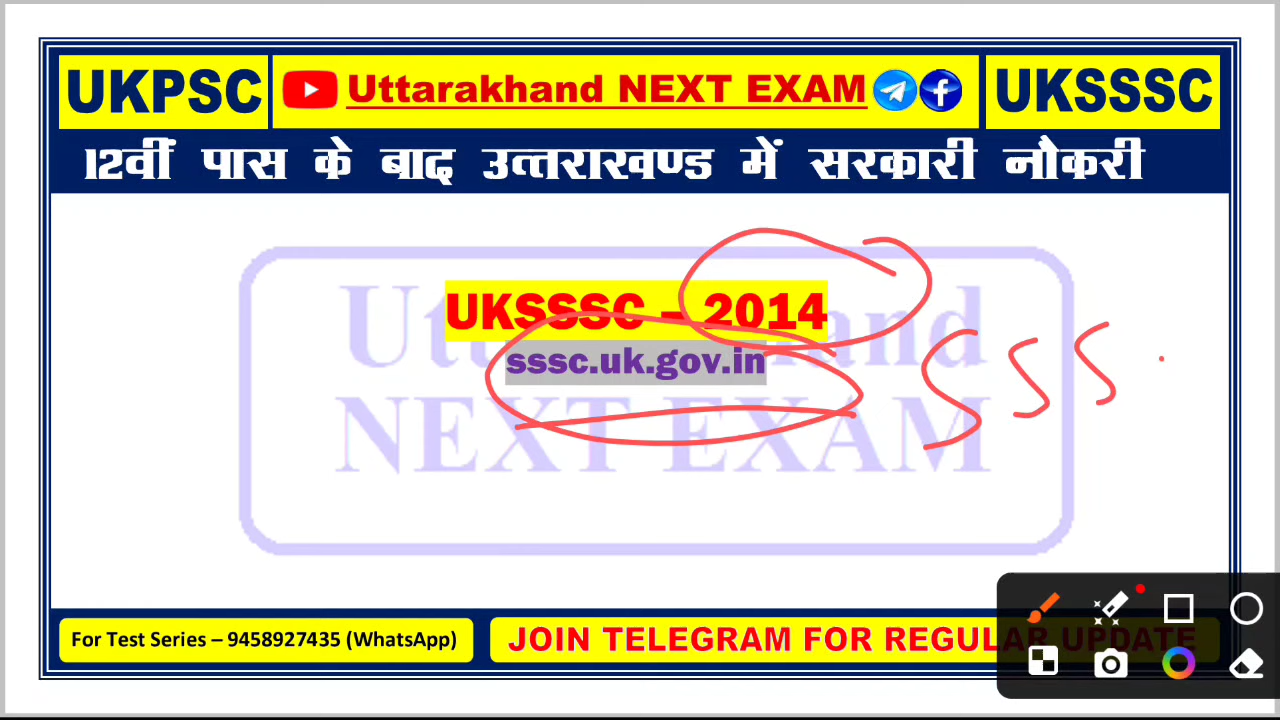 UKPSC
Uttarakhand NEXT EXAM
UKSSSC
12वीं पास के बाद उत्तराखण्ड में सरकारी नौकरी
UKSSSC – 2014
sssc.uk.gov.in
SSS
Uttarakhand
NEXT EXAM
For Test Series – 9458927435 (WhatsApp)
JOIN TELEGRAM FOR REGULAR UPDATE